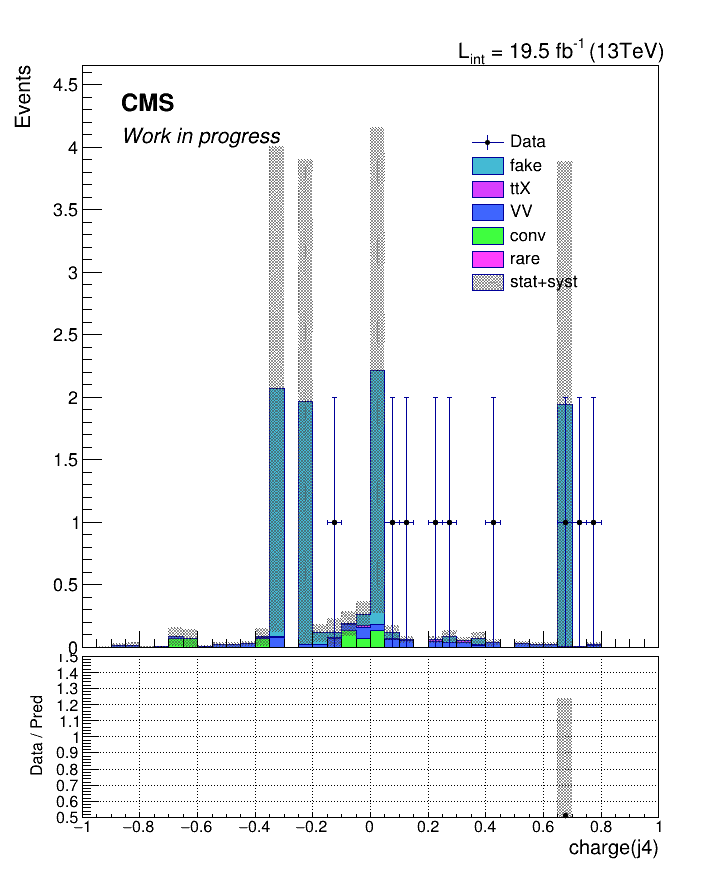 L_int = 19.5 fb^-1 (13TeV)
Events
CMS
Work in progress
Data
fake
ttX
VV
conv
rare
stat+syst
4.5
4
3.5
3
2.5
2
1.5
1
0.5
0
Data / Pred
1.5
1.4
1.3
1.2
1.1
1
0.9
0.8
0.7
0.6
0.5
−1 −0.8 −0.6 −0.4 −0.2 0 0.2 0.4 0.6 0.8 1
charge(j4)